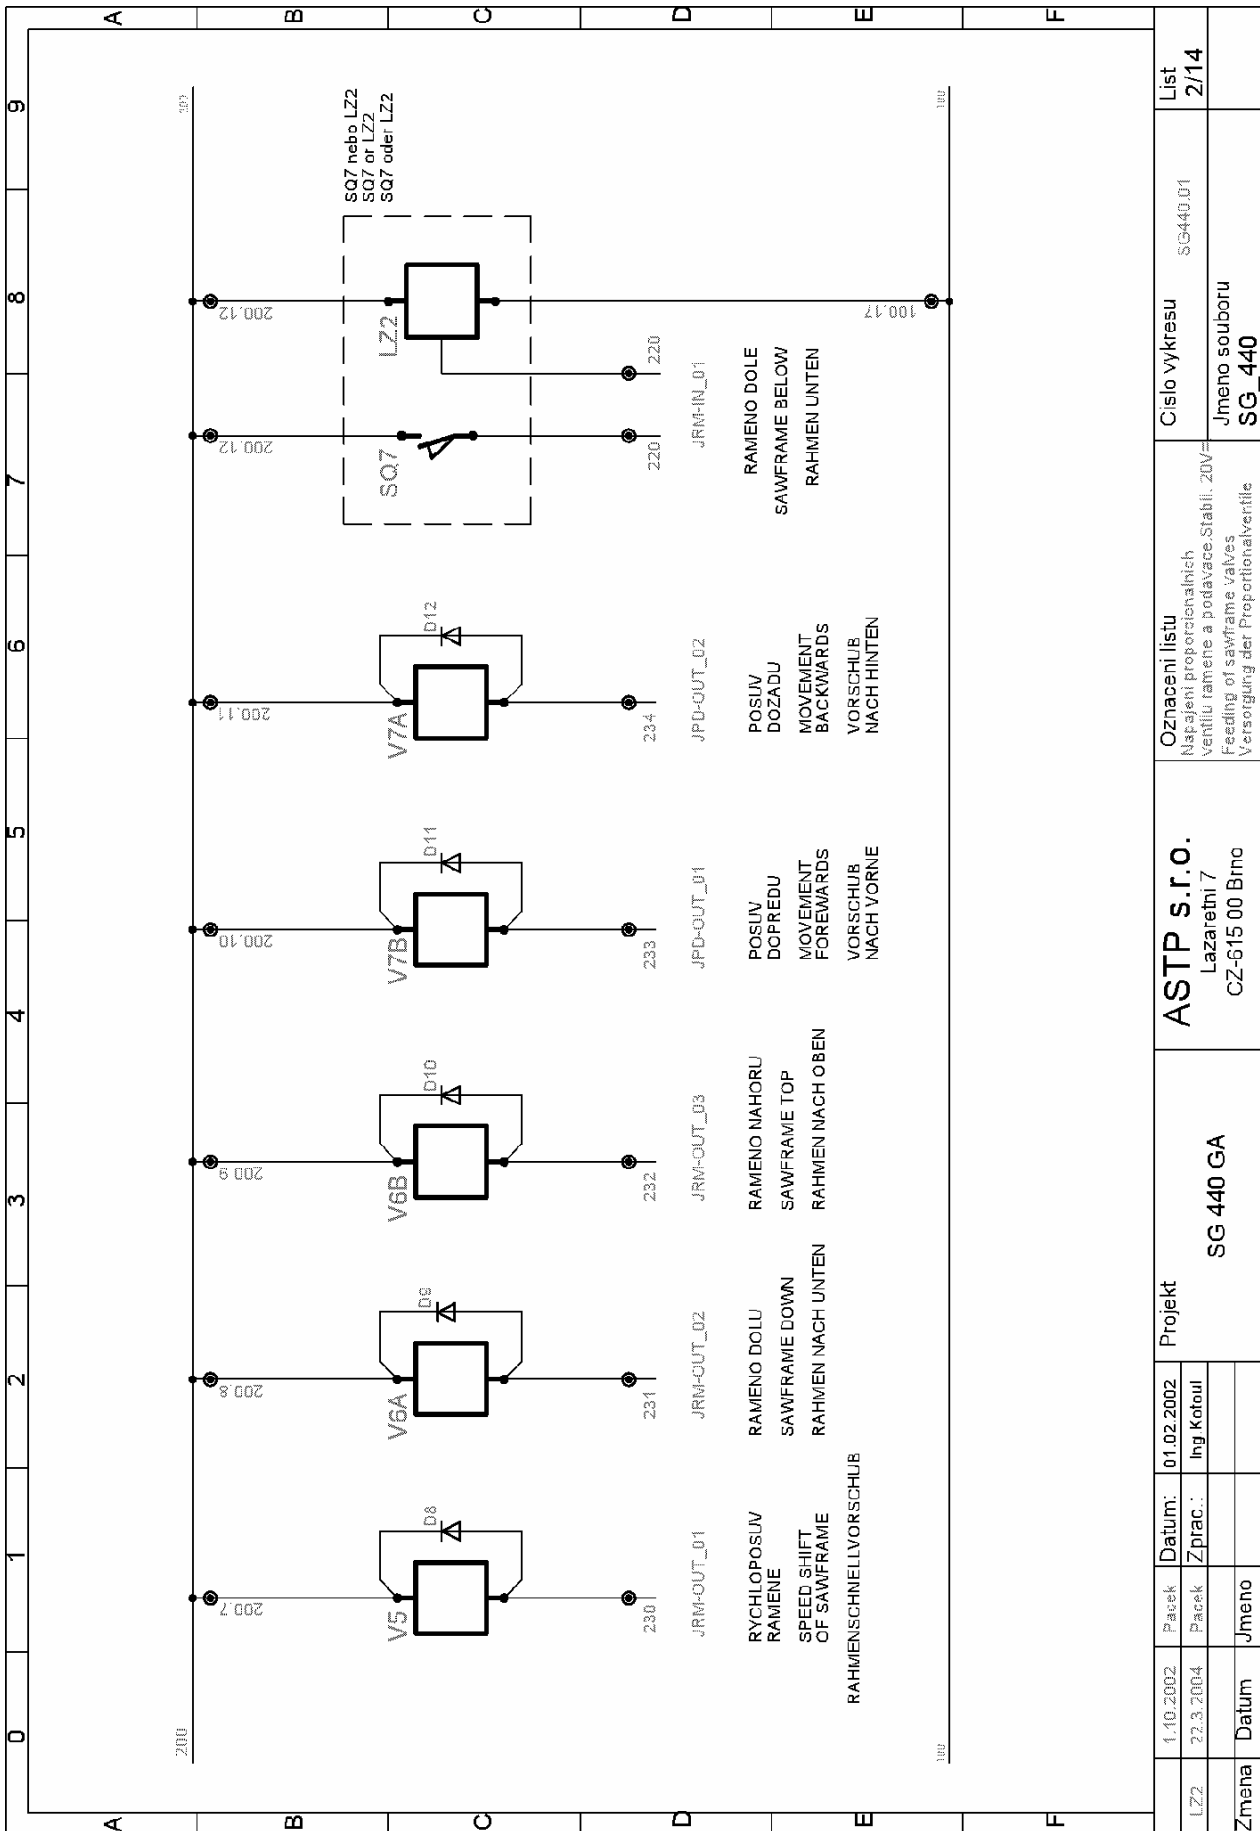 0 1 2 3 4 5 6 7 8 9
A
B
C
D
E
F
A
B
C
D
E
F
200
100
100
200.7
V5
D8
230
JRM-OUT_01
RYCHLOPOSUV
RAMENE
SPEED SHIFT
OF SAWFRAME
RAHMENSCHNELLVORSCHUB
200.8
V6A
D9
231
JRM-OUT_02
RAMENO DOLU
SAWFRAME DOWN
RAHMEN NACH UNTEN
200.9
V6B
D10
232
JRM-OUT_03
RAMENO NAHORU
SAWFRAME TOP
RAHMEN NACH OBEN
200.10
V7B
D11
233
JPD-OUT_01
POSUV
DOPREDU
MOVEMENT
FOREWARDS
VORSCHUB
NACH VORNE
200.11
V7A
D12
234
JPD-OUT_02
POSUV
DOZADU
MOVEMENT
BACKWARDS
VORSCHUB
NACH HINTEN
200.12
SQ7
220
200.12
LZ2
220
100.17
SQ7 nebo LZ2
SQ7 or LZ2
SQ7 oder LZ2
JRM-IN_01
RAMENO DOLE
SAWFRAME BELOW
RAHMEN UNTEN
1.10.2002 Pacek
LZ2 22.3.2004 Pacek
Zmena Datum Jmeno
Datum: 01.02.2002
Zprac.: Ing.Kotoul
Projekt
SG 440 GA
ASTP s.r.o.
Lazaretni 7
CZ-615 00 Brno
Oznaceni listu
Napajeni proporcionalnich
ventilu ramene a podavace.Stabil. 20V=
Feeding of sawframe valves
Versorgung der Proportionalventile
Cislo vykresu
SG440.01
Jmeno souboru
SG_440
List
2/14